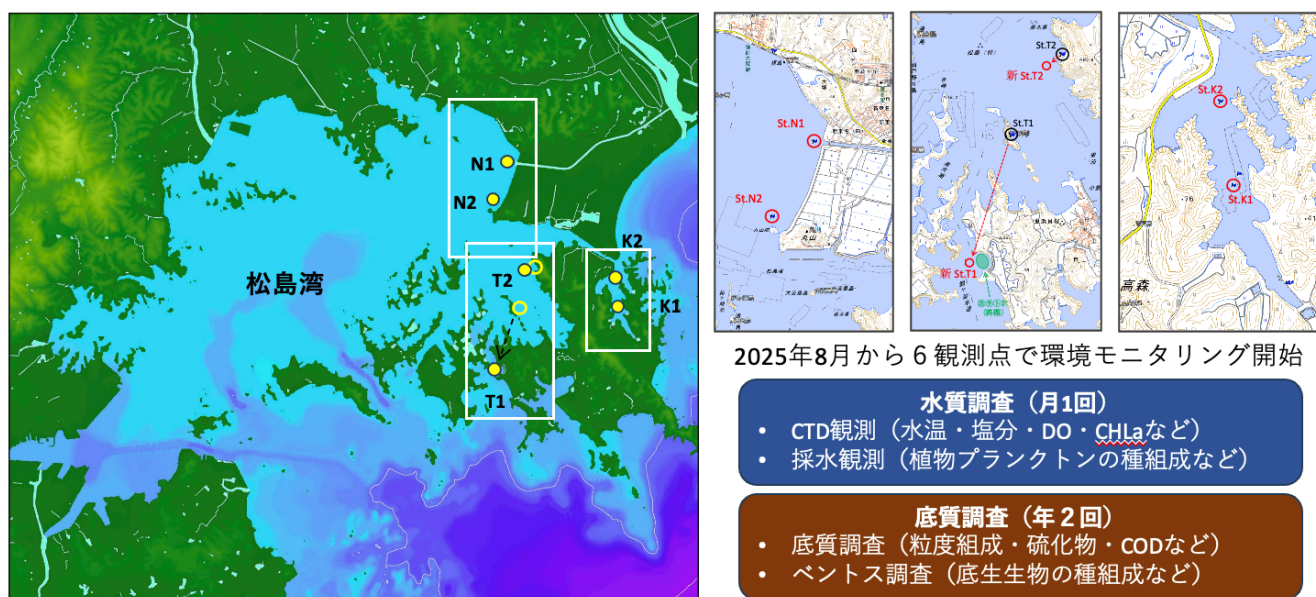 松島湾
N1
N2
K2
T2
K1
T1
St.N1
St.N2
丸山
St.T2
新 St.T2
St.T1
新 St.T1
St.K2
St.K1
高森
2025年8月から６観測点で環境モニタリング開始
水質調査（月1回）
• CTD観測（水温・塩分・DO・CHLaなど）
• 採水観測（植物プランクトンの種組成など）
底質調査（年２回）
• 底質調査（粒度組成・硫化物・CODなど）
• ベントス調査（底生生物の種組成など）